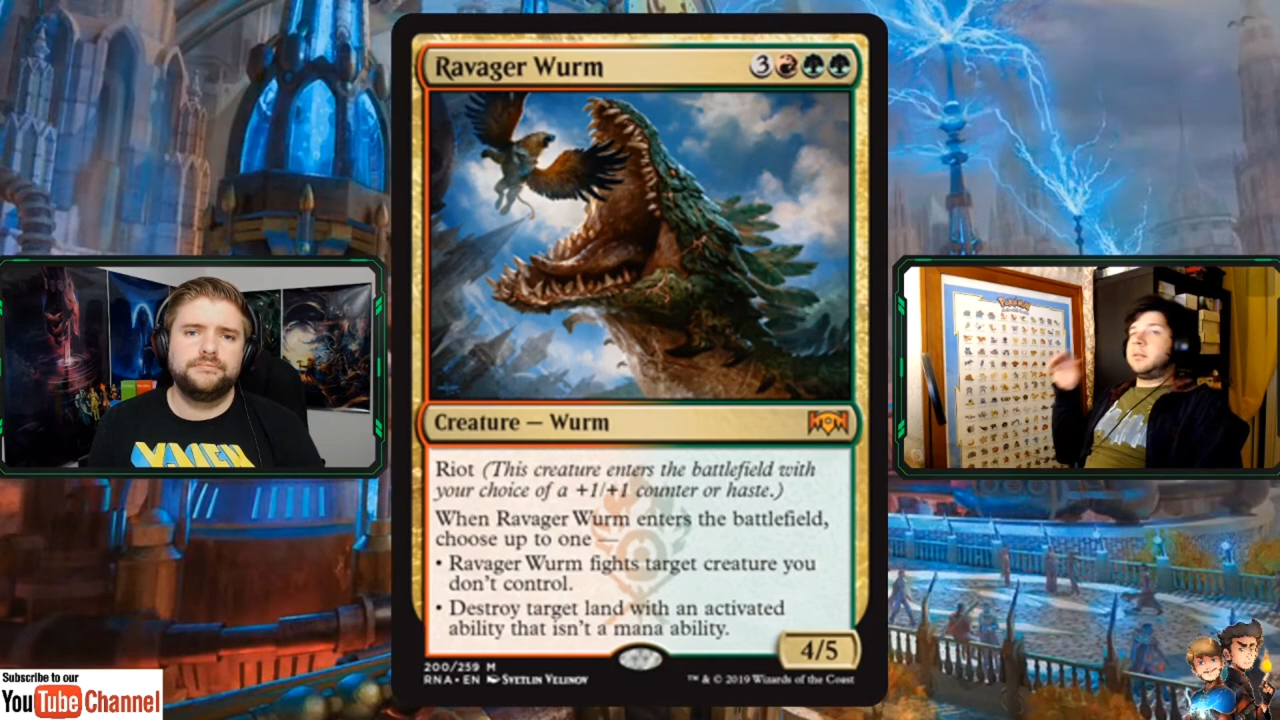 Ravager Wurm 3
POKéMON
Creature — Wurm
Riot (This creature enters the battlefield with
your choice of a +1/+1 counter or haste.)
When Ravager Wurm enters the battlefield,
choose up to one —
• Ravager Wurm fights target creature you
don't control.
• Destroy target land with an activated
ability that isn't a mana ability.
4/5
200/259 M
RNA • EN Svetlin Velinov
™ & © 2019 Wizards of the Coast
Subscribe to our
YouTube Channel